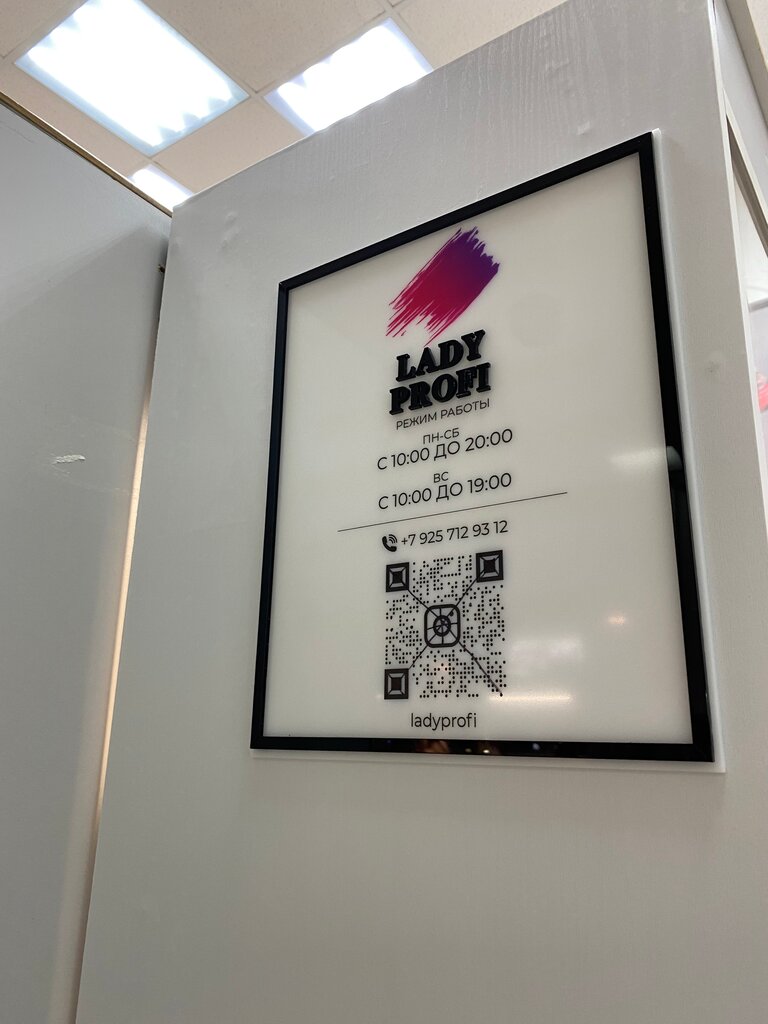 LADY
PROFI
РЕЖИМ РАБОТЫ
ПН-СБ
С 10:00 ДО 20:00
ВС
С 10:00 ДО 19:00
+7 925 712 93 12
ladyprofi